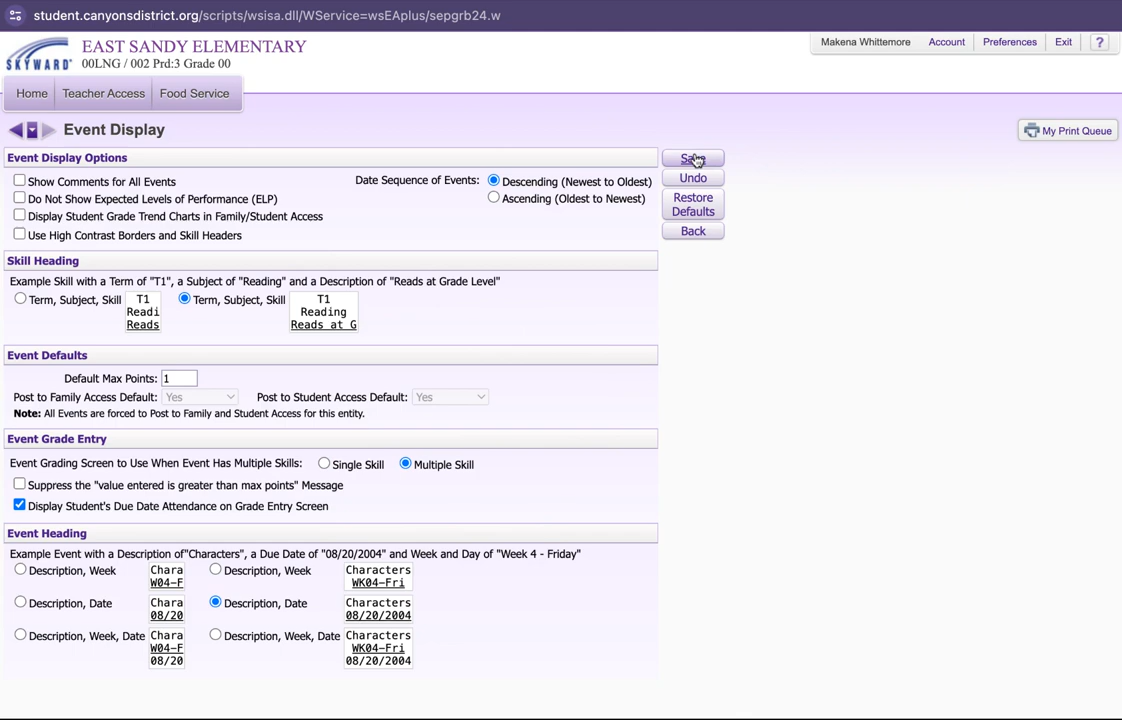 student.canyonsdistrict.org/scripts/wsisa.dll/WService=wsEAplus/sepgrb24.w
SKYWARD
EAST SANDY ELEMENTARY
00LNG / 002 Prd:3 Grade 00
Makena Whittemore Account Preferences Exit ?
Home Teacher Access Food Service
Event Display
My Print Queue
Event Display Options
Show Comments for All Events
Do Not Show Expected Levels of Performance (ELP)
Display Student Grade Trend Charts in Family/Student Access
Use High Contrast Borders and Skill Headers
Date Sequence of Events: Descending (Newest to Oldest)
Ascending (Oldest to Newest)
Save
Undo
Restore
Defaults
Back
Skill Heading
Example Skill with a Term of "T1", a Subject of "Reading" and a Description of "Reads at Grade Level"
Term, Subject, Skill
T1
Readi
Reads
Term, Subject, Skill
T1
Reading
Reads at G
Event Defaults
Default Max Points: 1
Post to Family Access Default: Yes Post to Student Access Default: Yes
Note: All Events are forced to Post to Family and Student Access for this entity.
Event Grade Entry
Event Grading Screen to Use When Event Has Multiple Skills: Single Skill Multiple Skill
Suppress the "value entered is greater than max points" Message
Display Student's Due Date Attendance on Grade Entry Screen
Event Heading
Example Event with a Description of"Characters", a Due Date of "08/20/2004" and Week and Day of "Week 4 - Friday"
Description, Week
Chara
W04-F
Description, Week
Characters
WK04-Fri
Description, Date
Chara
08/20
Description, Date
Characters
08/20/2004
Description, Week, Date
Chara
W04-F
08/20
Description, Week, Date
Characters
WK04-Fri
08/20/2004